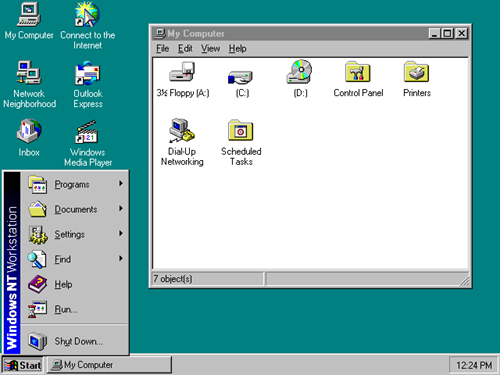 My Computer
Connect to the
Internet
Network
Neighborhood
Outlook
Express
Inbox
Windows
Media Player
My Computer
File Edit View Help
3½ Floppy (A:)
(C:)
(D:)
Control Panel
Printers
Dial-Up
Networking
Scheduled
Tasks
7 object(s)
Windows NT Workstation
Programs
Documents
Settings
Find
Help
Run...
Shut Down...
Start
My Computer
12:24 PM